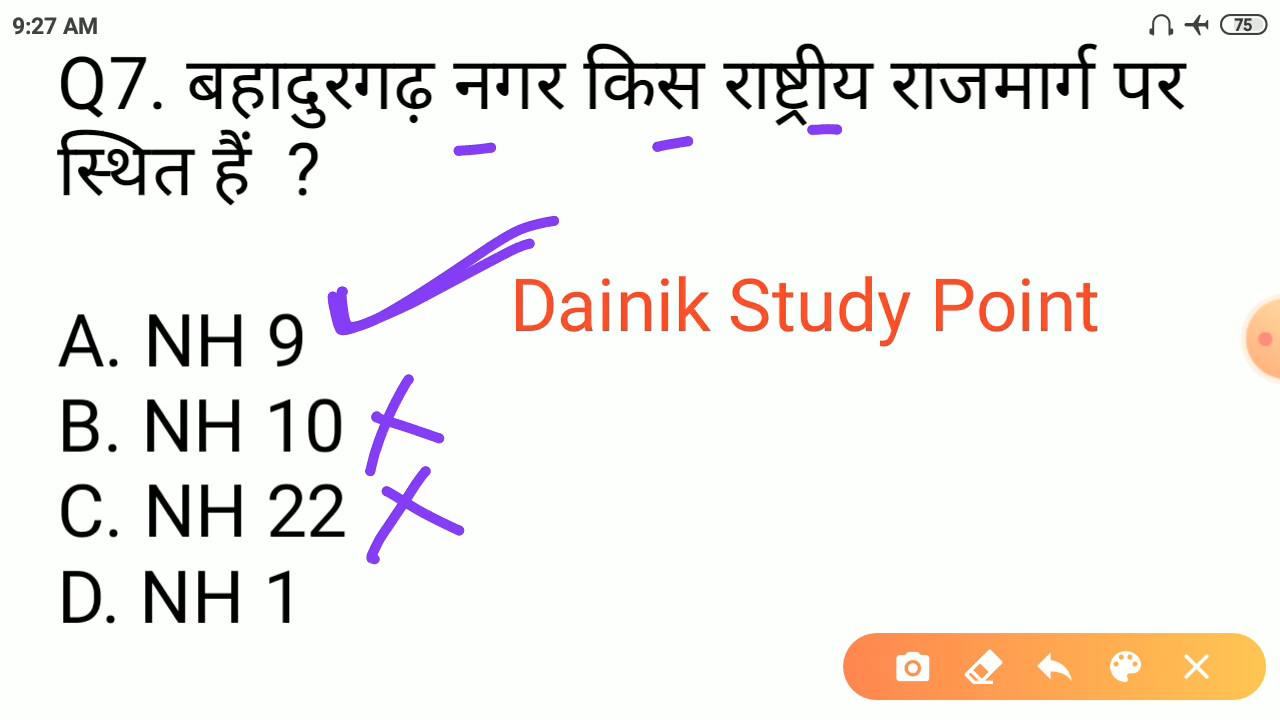 9:27 AM
75
Q7. बहादुरगढ़ नगर किस राष्ट्रीय राजमार्ग पर
स्थित हैं ?
Dainik Study Point
A. NH 9
B. NH 10
C. NH 22
D. NH 1